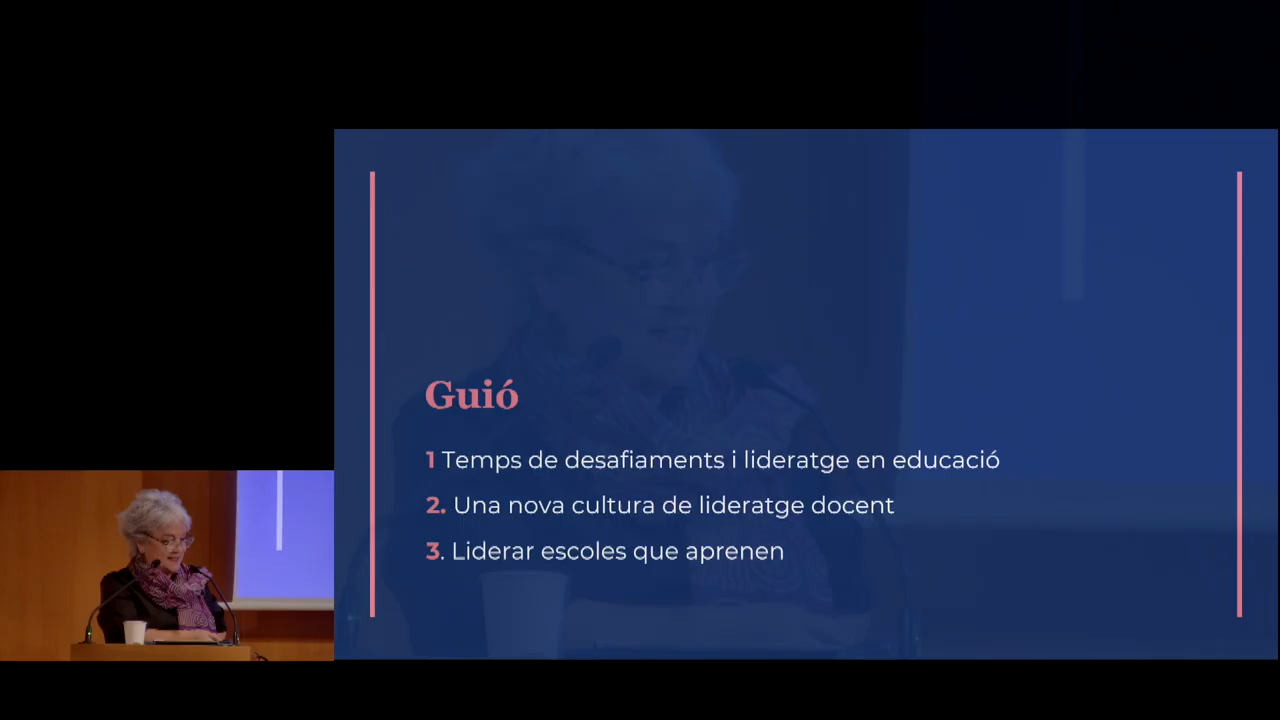 Guió
1 Temps de desafiaments i lideratge en educació
2. Una nova cultura de lideratge docent
3. Liderar escoles que aprenen